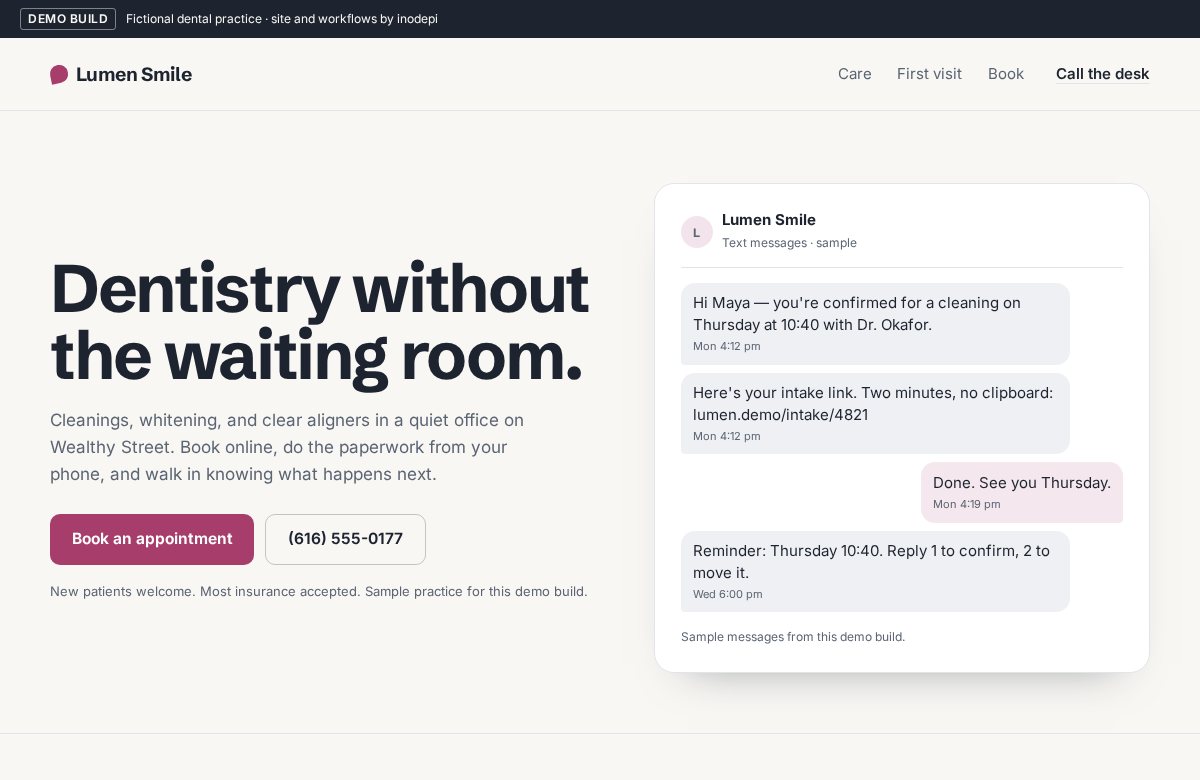 DEMO BUILD Fictional dental practice · site and workflows by inodepi
Lumen Smile Care First visit Book Call the desk
Dentistry without
the waiting room.
Cleanings, whitening, and clear aligners in a quiet office on
Wealthy Street. Book online, do the paperwork from your
phone, and walk in knowing what happens next.
Book an appointment (616) 555-0177
New patients welcome. Most insurance accepted. Sample practice for this demo build.
L
Lumen Smile
Text messages · sample
Hi Maya — you're confirmed for a cleaning on
Thursday at 10:40 with Dr. Okafor.
Mon 4:12 pm
Here's your intake link. Two minutes, no clipboard:
lumen.demo/intake/4821
Mon 4:12 pm
Done. See you Thursday.
Mon 4:19 pm
Reminder: Thursday 10:40. Reply 1 to confirm, 2 to
move it.
Wed 6:00 pm
Sample messages from this demo build.